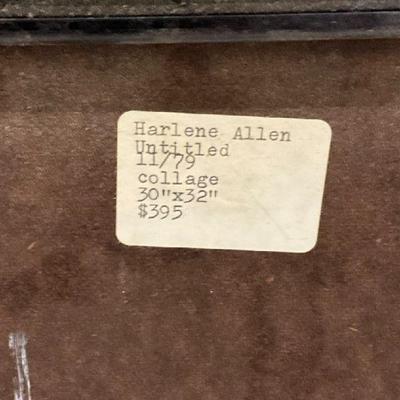 Harlene Allen
Untitled
11/79
collage
30"x32"
$395